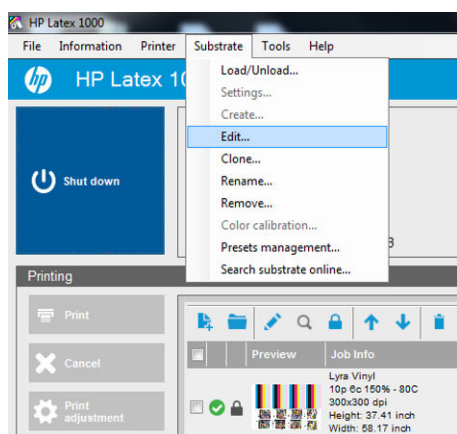 HP Latex 1000
File Information Printer Substrate Tools Help
hp HP Latex 10
Load/Unload...
Settings...
Create...
Edit...
Clone...
Rename...
Remove...
Color calibration...
Presets management...
Search substrate online...
Shut down
3
Printing
Print
Cancel
Print
adjustment
Preview Job Info
Lyra Vinyl
10p 6c 150% - 80C
300x300 dpi
Height: 37.41 inch
Width: 58.17 inch